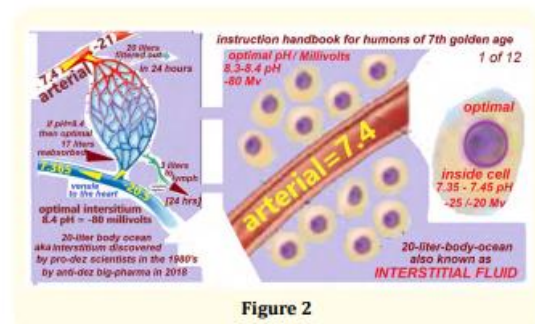 instruction handbook for humons of 7th golden age
1 of 12
-21
7.4
arterial
20 liters
filtered out
in 24 hours
if pH=8.4
then optimal
17 liters
reabsorbed
3 liters
in
lymph
[24 hrs]
7.365
-20.5
venule
to the heart
optimal intersitium
8.4 pH = -80 millivolts
20-liter-body ocean
aka interstitium discovered
by pro-dez scientists in the 1980's
by anti-dez big-pharma in 2018
optimal pH/ Millivolts
8.3-8.4 pH
-80 Mv
arterial=7.4
optimal
inside cell
7.35 - 7.45 pH
-25 /-20 Mv
20-liter-body-ocean
also known as
INTERSTITIAL FLUID
Figure 2